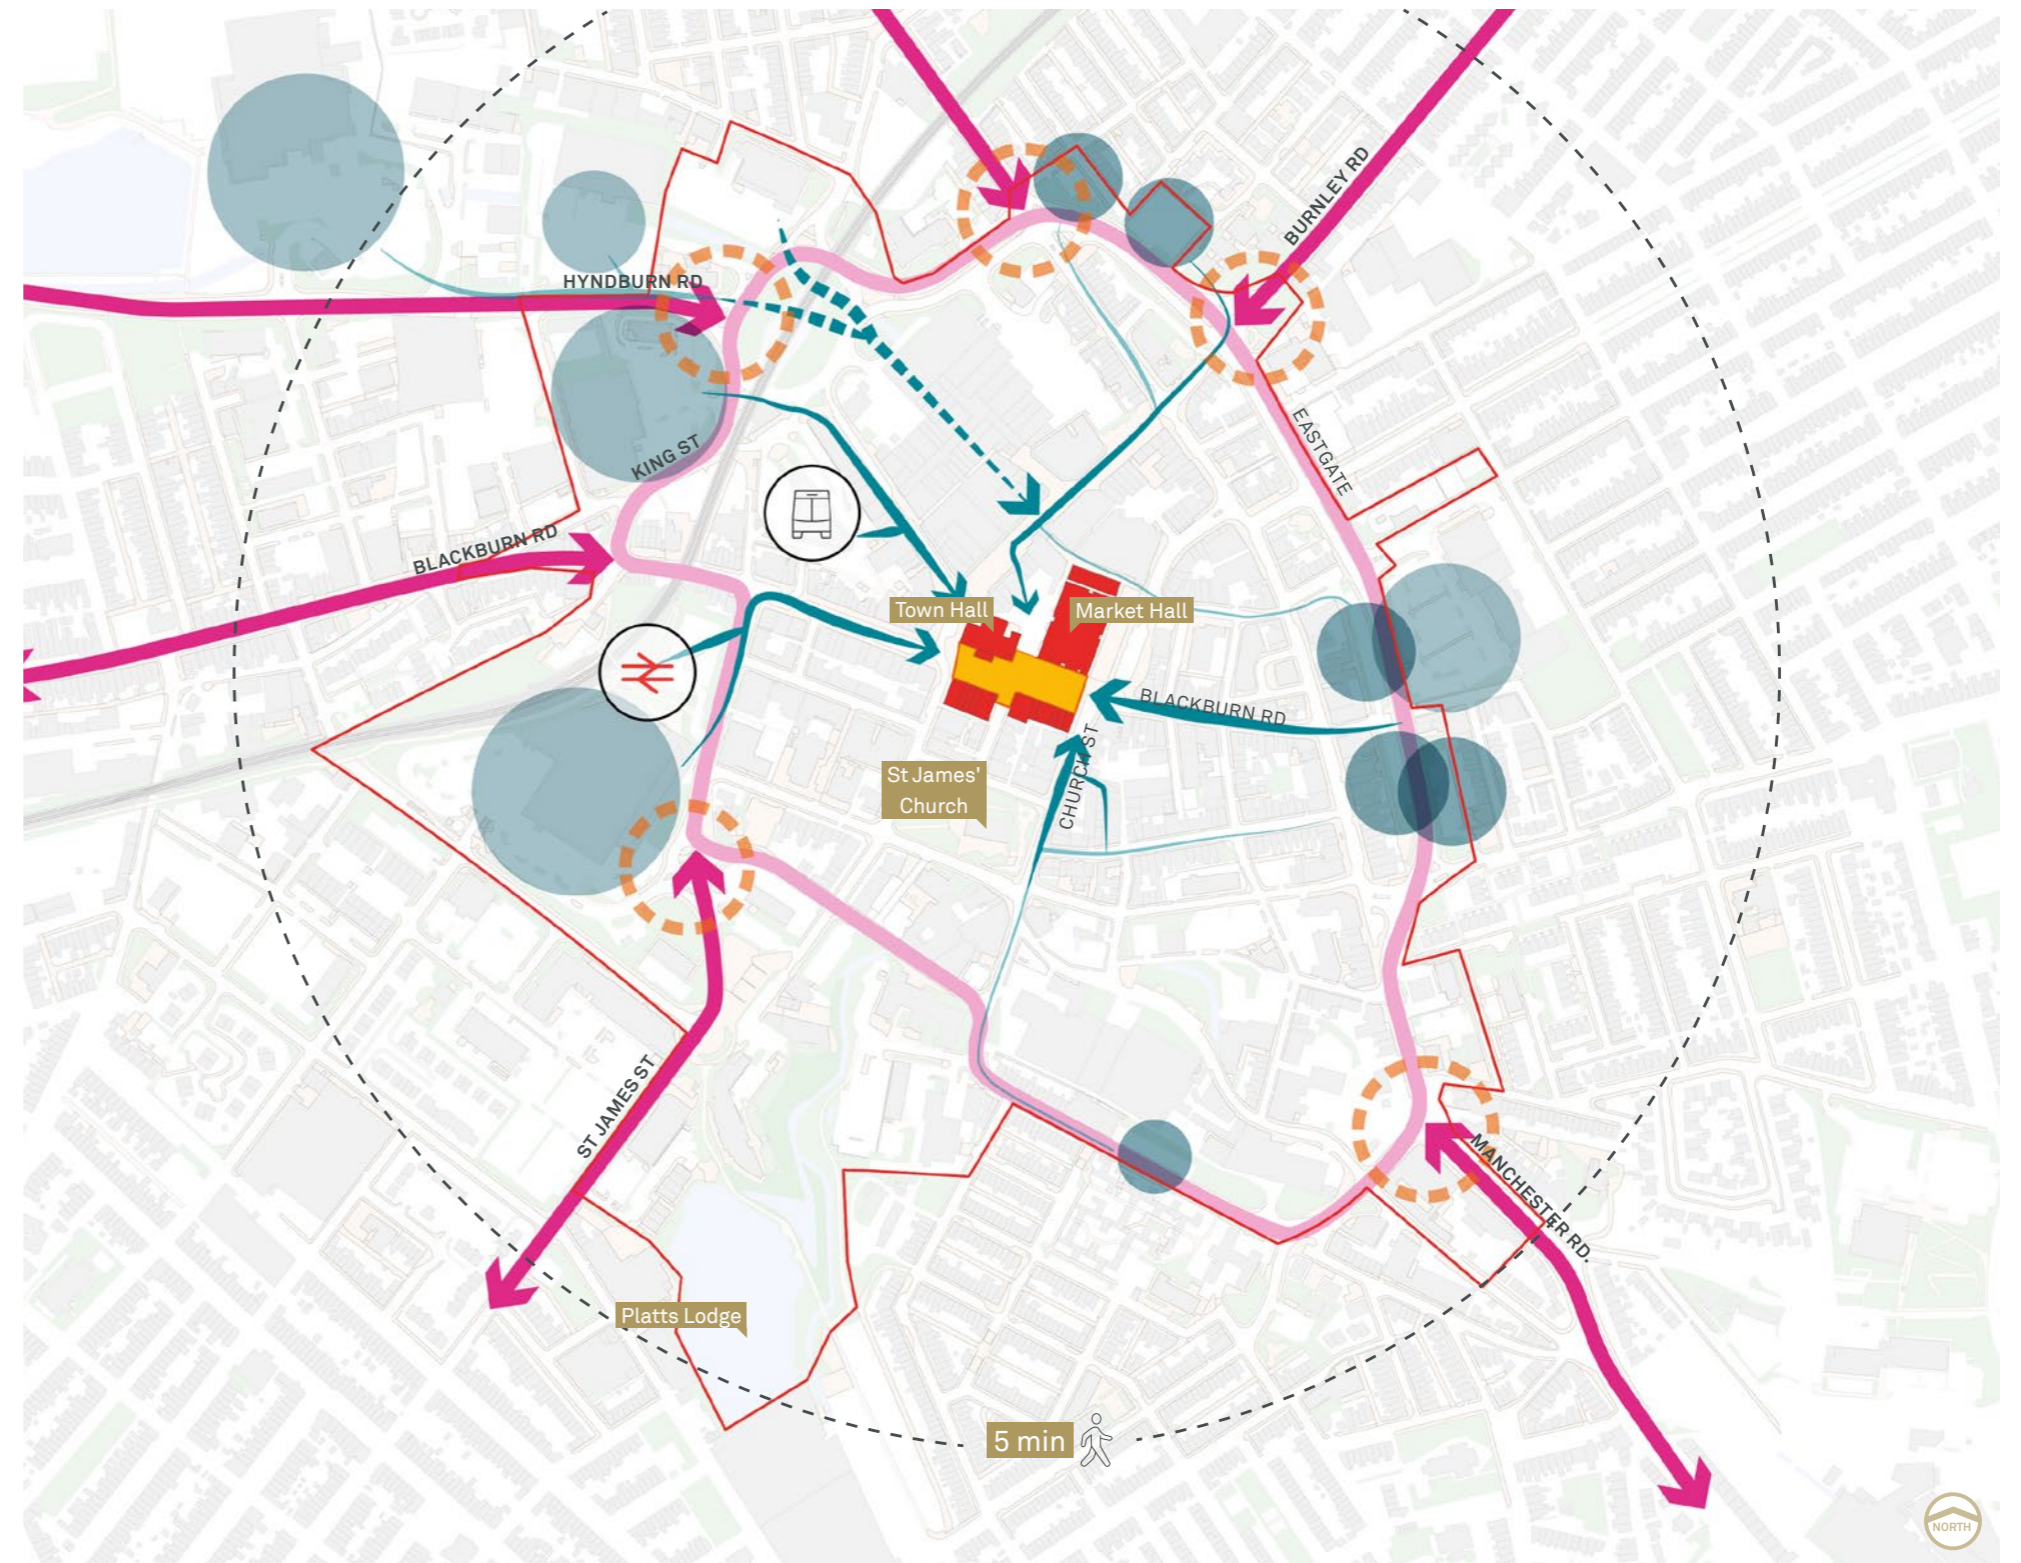 BURNLEY RD
HYNDBURN RD
EASTGATE
KING ST
BLACKBURN RD
Town Hall
Market Hall
BLACKBURN RD
CHURCH ST
St James'
Church
ST JAMES ST
MANCHESTER RD.
Platts Lodge
5 min
NORTH